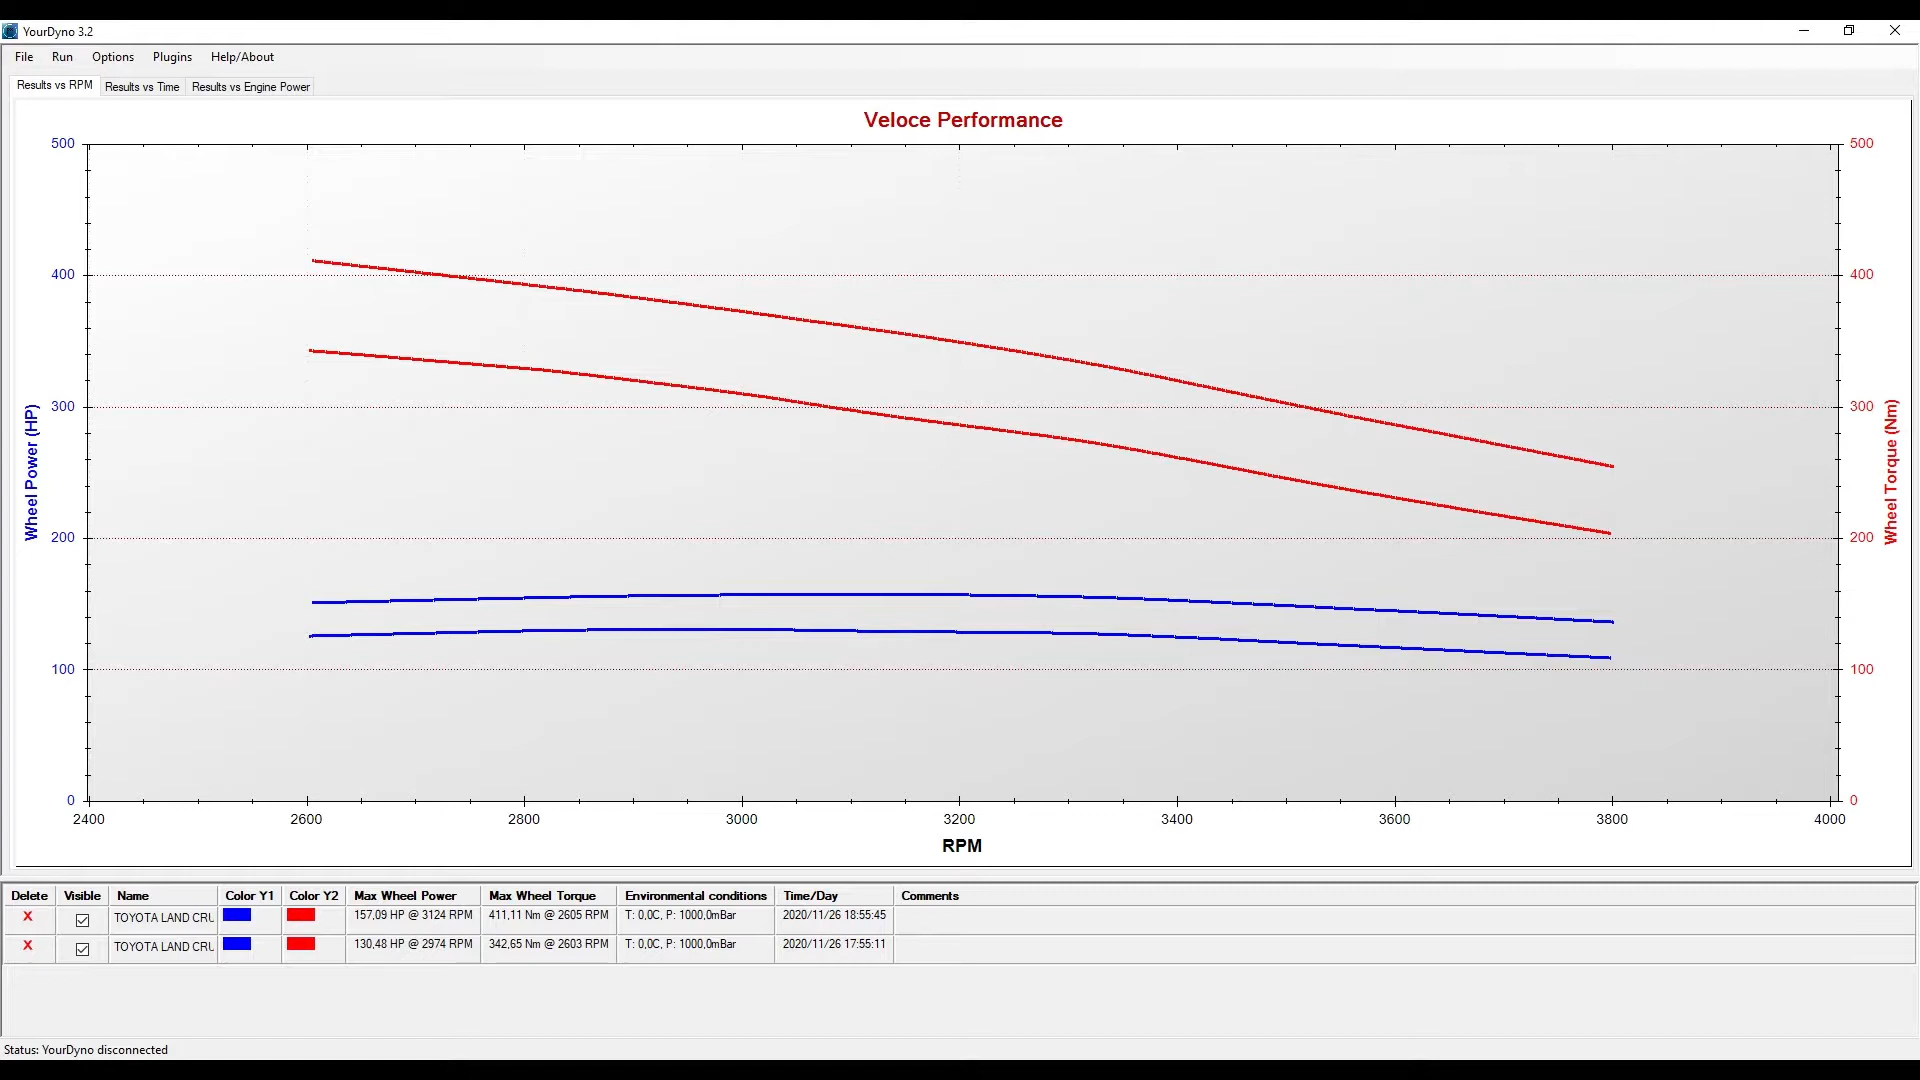 YourDyno 3.2
File Run Options Plugins Help/About
Results vs RPM Results vs Time Results vs Engine Power
Veloce Performance
500 500
400 400
300 300
200 200
100 100
0 0
Wheel Power (HP)
Wheel Torque (Nm)
2400 2600 2800 3000 3200 3400 3600 3800 4000
RPM
Delete Visible Name Color Y1 Color Y2 Max Wheel Power Max Wheel Torque Environmental conditions Time/Day Comments
X TOYOTA LAND CRU 157,09 HP @ 3124 RPM 411,11 Nm @ 2605 RPM T: 0,0C, P: 1000,0mBar 2020/11/26 18:55:45
X TOYOTA LAND CRU 130,48 HP @ 2974 RPM 342,65 Nm @ 2603 RPM T: 0,0C, P: 1000,0mBar 2020/11/26 17:55:11
Status: YourDyno disconnected